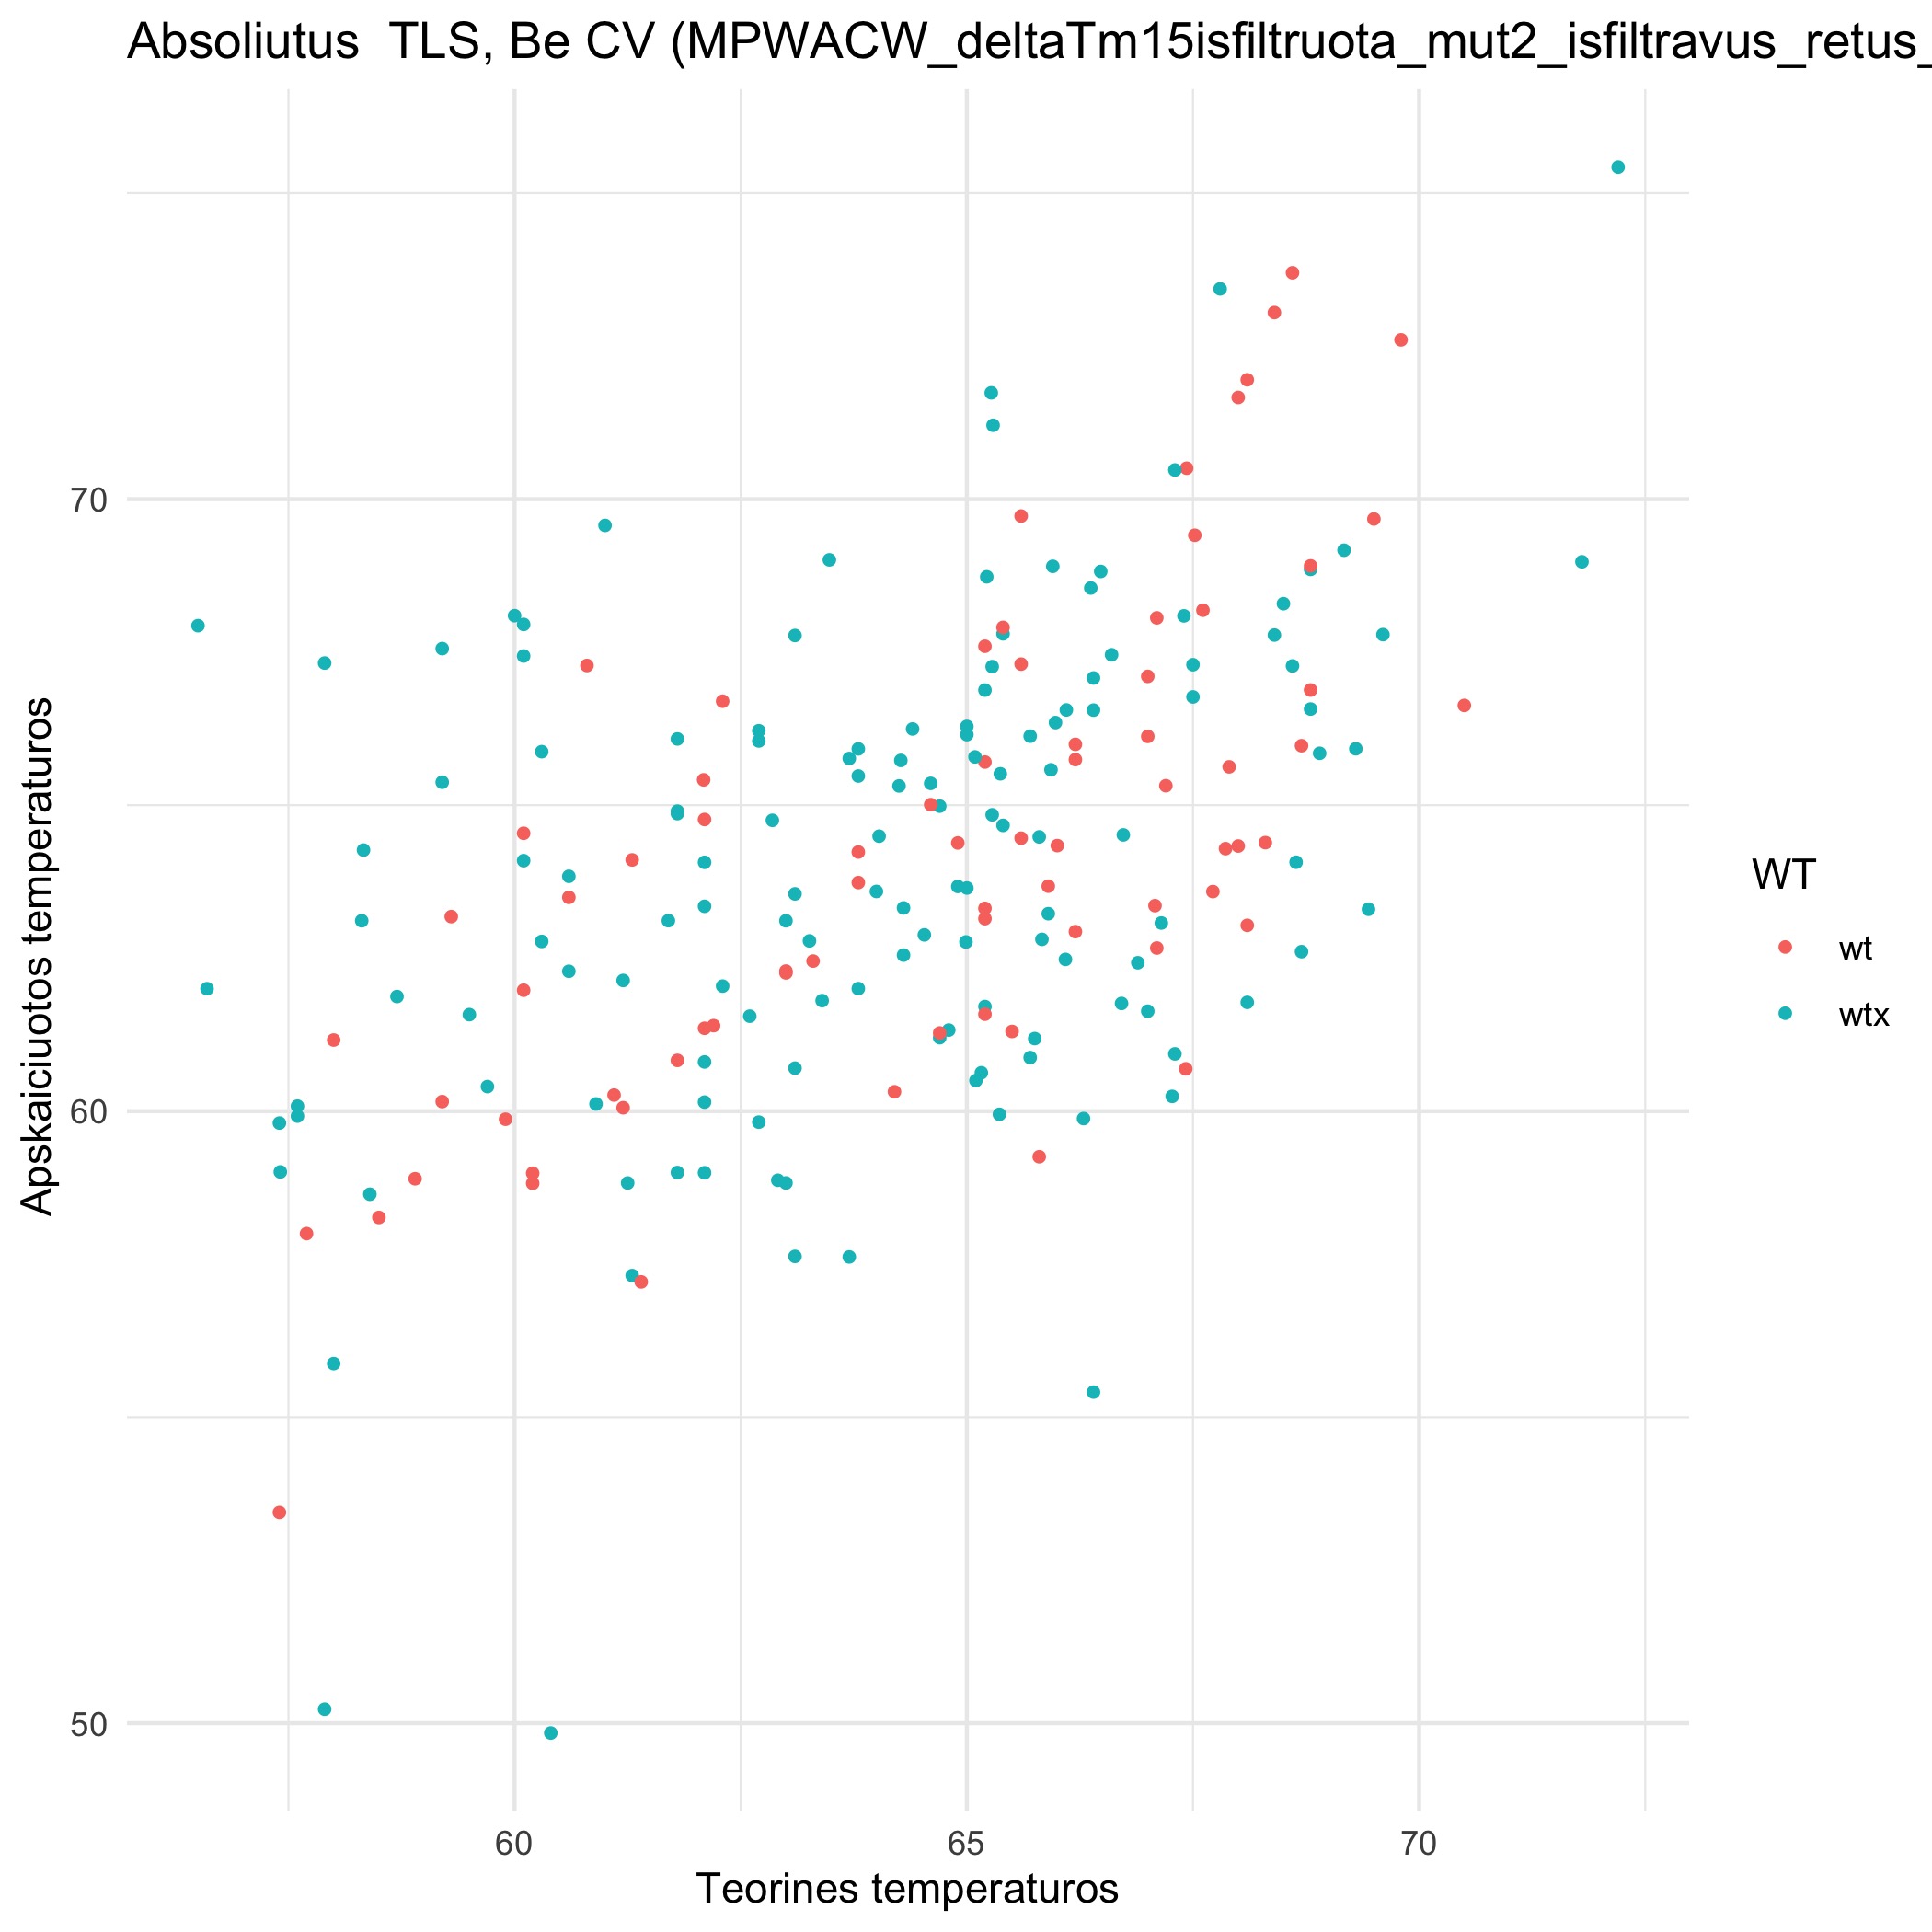 Absoliutus  TLS, Be CV (MPWACW_deltaTm15isfiltruota_mut2_isfiltravus_retus_
Apskaiciuotos temperaturos
70
60
50
60
65
70
Teorines temperaturos
WT
wt
wtx